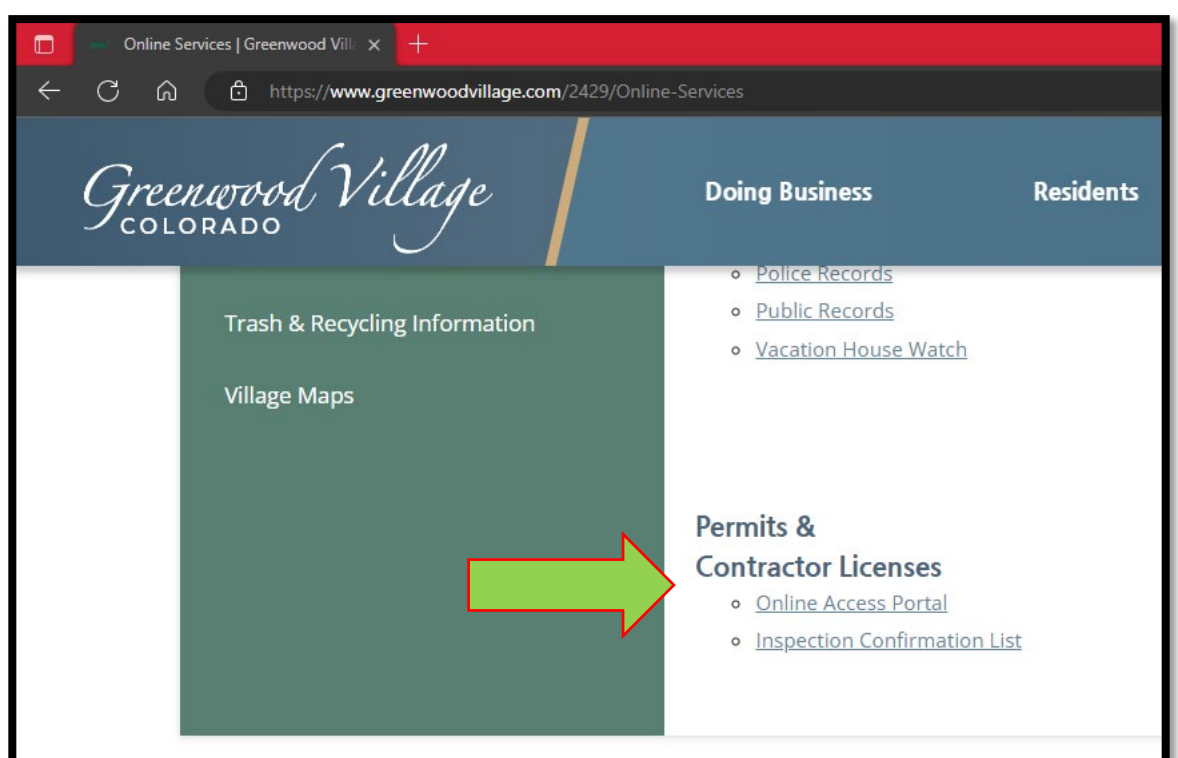 Online Services | Greenwood Vill
https://www.greenwoodvillage.com/2429/Online-Services
Greenwood Village
COLORADO
Doing Business
Residents
Trash & Recycling Information
Village Maps
Police Records
Public Records
Vacation House Watch
Permits &
Contractor Licenses
Online Access Portal
Inspection Confirmation List